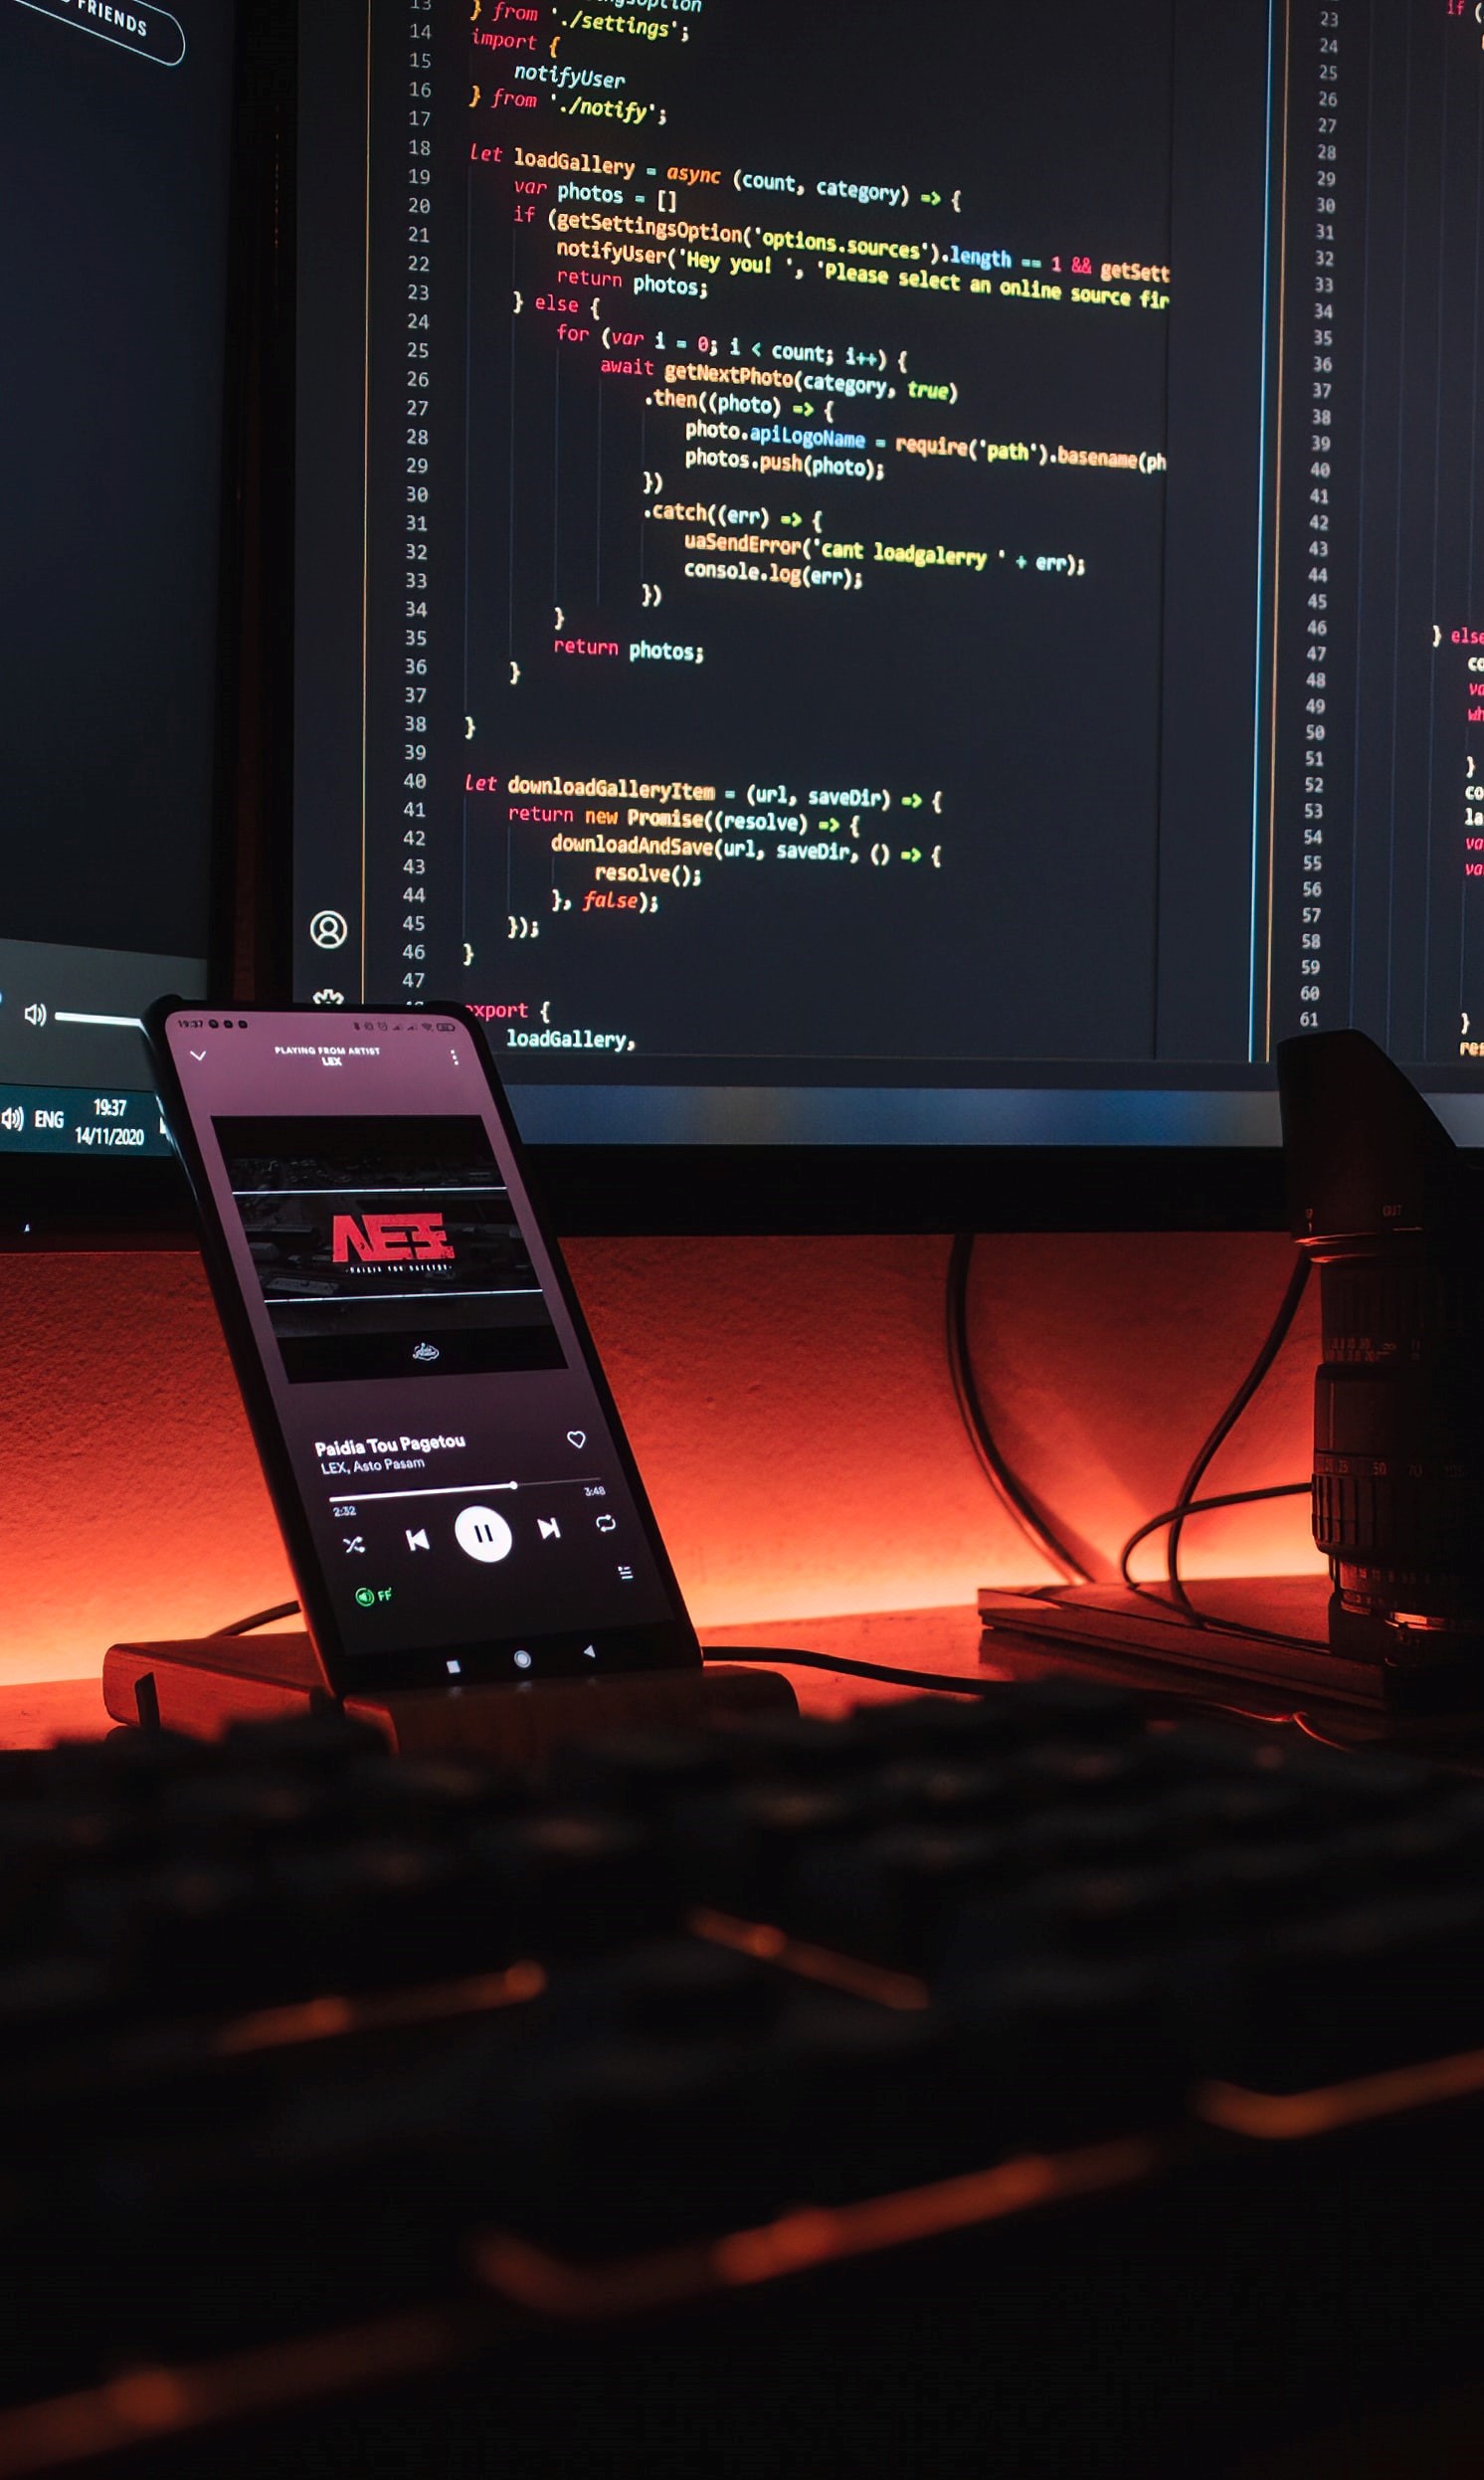 FRIENDS
13
14 } from './settings';
15 import {
16 notifyUser
17 } from './notify';
18
19 let loadGallery = async (count, category) => {
20 var photos = []
21 if (getSettingsOption('options.sources').length == 1 && getSett
22 notifyUser('Hey you! ', 'Please select an online source fir
23 return photos;
24 } else {
25 for (var i = 0; i < count; i++) {
26 await getNextPhoto(category, true)
27 .then((photo) => {
28 photo.apiLogoName = require('path').basename(ph
29 photos.push(photo);
30 })
31 .catch((err) => {
32 uaSendError('cant loadgalerry ' + err);
33 console.log(err);
34 })
35 }
36 return photos;
37 }
38 }
39
40 let downloadGalleryItem = (url, saveDir) => {
41 return new Promise((resolve) => {
42 downloadAndSave(url, saveDir, () => {
43 resolve();
44 }, false);
45 });
46 }
47
export {
loadGallery,
23 if (
24
25
26
27
28
29
30
31
32
33
34
35
36
37
38
39
40
41
42
43
44
45
46 } else
47 co
48 va
49 wh
50
51 }
52 co
53 la
54 va
55 va
56
57
58
59
60
61 }
res
ENG 19:37
14/11/2020
19:37
PLAYING FROM ARTIST
LEX
Paidia Tou Pagetou
LEX, Asto Pasam
2:32 3:48
FF
50 70